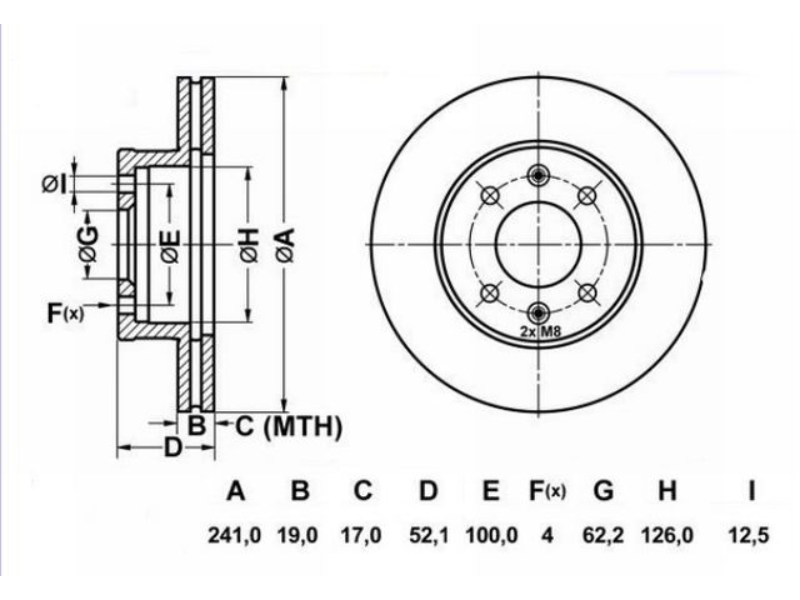 ØI
ØG
ØE
ØH
ØA
F(x)
2x M8
B
C (MTH)
D
A B C D E F(x) G H I
241,0 19,0 17,0 52,1 100,0 4 62,2 126,0 12,5